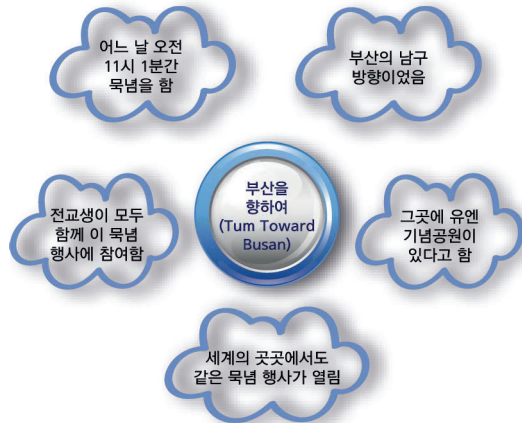 어느 날 오전
11시 1분간
묵념을 함
부산의 남구
방향이었음
부산을
향하여
(Tum Toward
Busan)
전교생이 모두
함께 이 묵념
행사에 참여함
그곳에 유엔
기념공원이
있다고 함
세계의 곳곳에서도
같은 묵념 행사가 열림